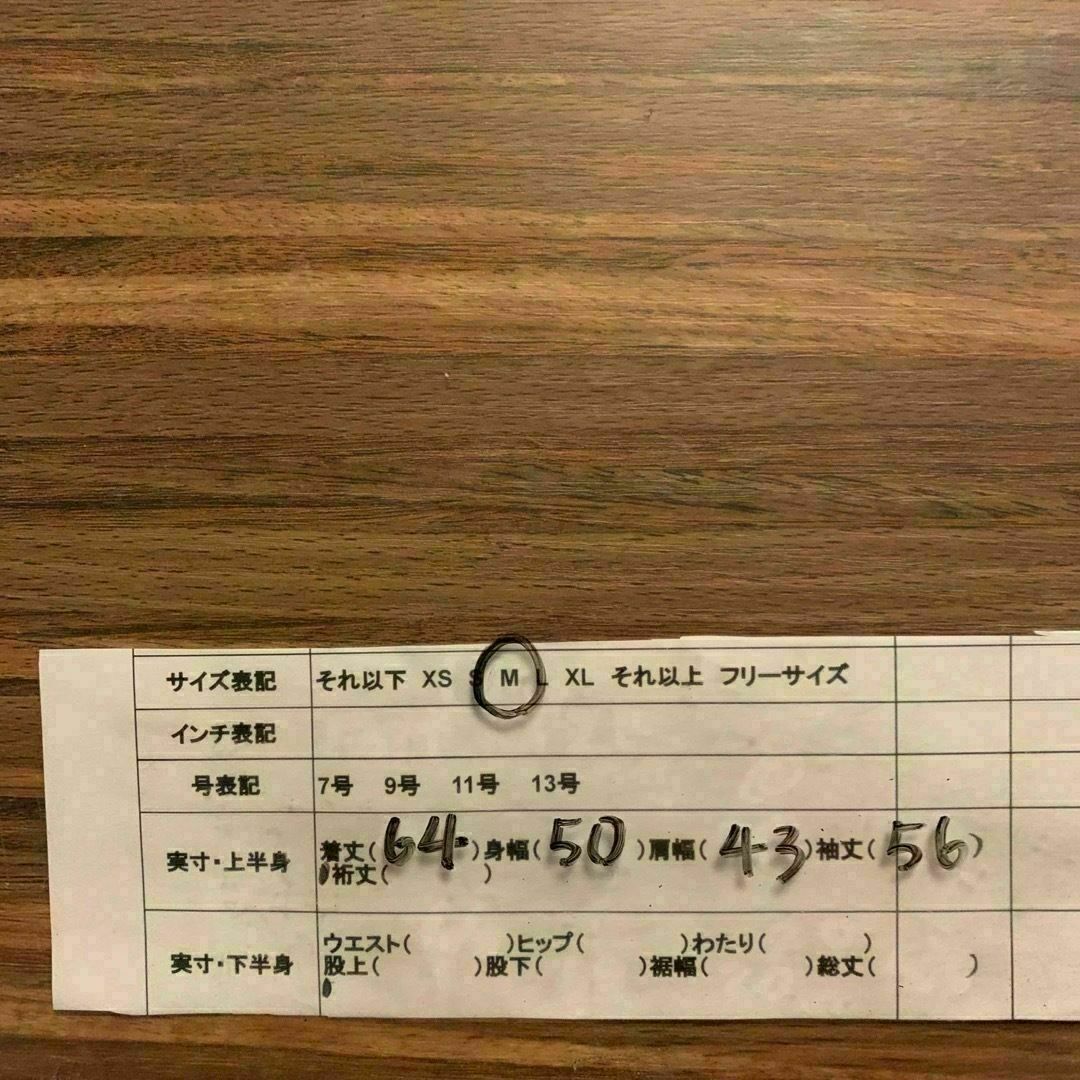 サイズ表記 それ以下 XS S M L XL それ以上 フリーサイズ
インチ表記
号表記 7号 9号 11号 13号
実寸・上半身 着丈( 64 )身幅( 50 )肩幅( 43 )袖丈( 56 )
裄丈( )
実寸・下半身 ウエスト( )ヒップ( )わたり( )
股上( )股下( )裾幅( )総丈( )